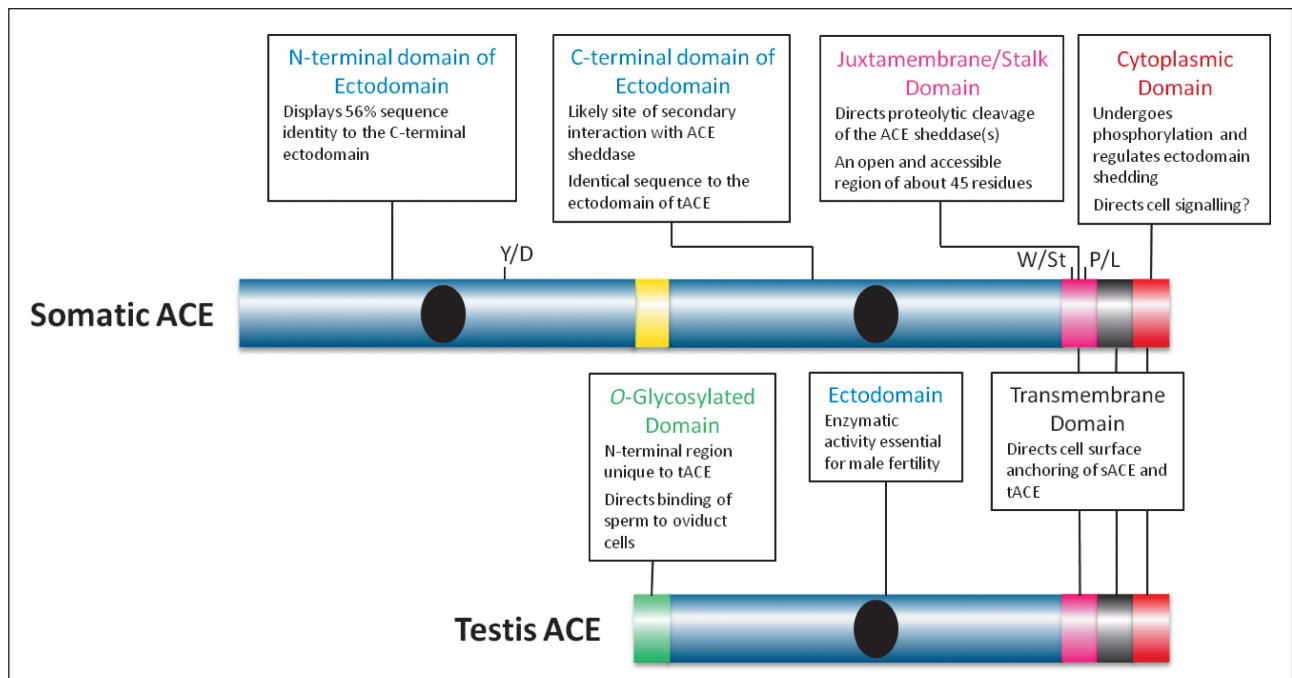 N-terminal domain of
Ectodomain
Displays 56% sequence
identity to the C-terminal
ectodomain
C-terminal domain of
Ectodomain
Likely site of secondary
interaction with ACE
sheddase
Identical sequence to the
ectodomain of tACE
Juxtamembrane/Stalk
Domain
Directs proteolytic cleavage
of the ACE sheddase(s)
An open and accessible
region of about 45 residues
Cytoplasmic
Domain
Undergoes
phosphorylation and
regulates ectodomain
shedding
Directs cell signalling?
Y/D
W/St
P/L
Somatic ACE
O-Glycosylated
Domain
N-terminal region
unique to tACE
Directs binding of
sperm to oviduct
cells
Ectodomain
Enzymatic
activity essential
for male fertility
Transmembrane
Domain
Directs cell surface
anchoring of sACE and
tACE
Testis ACE